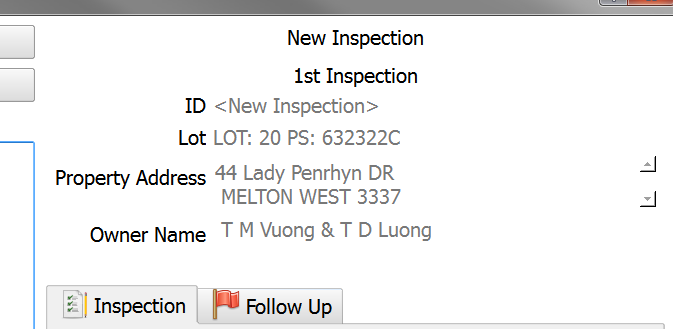 New Inspection
1st Inspection
ID <New Inspection>
Lot LOT: 20 PS: 632322C
Property Address 44 Lady Penrhyn DR
MELTON WEST 3337
Owner Name T M Vuong & T D Luong
Inspection Follow Up